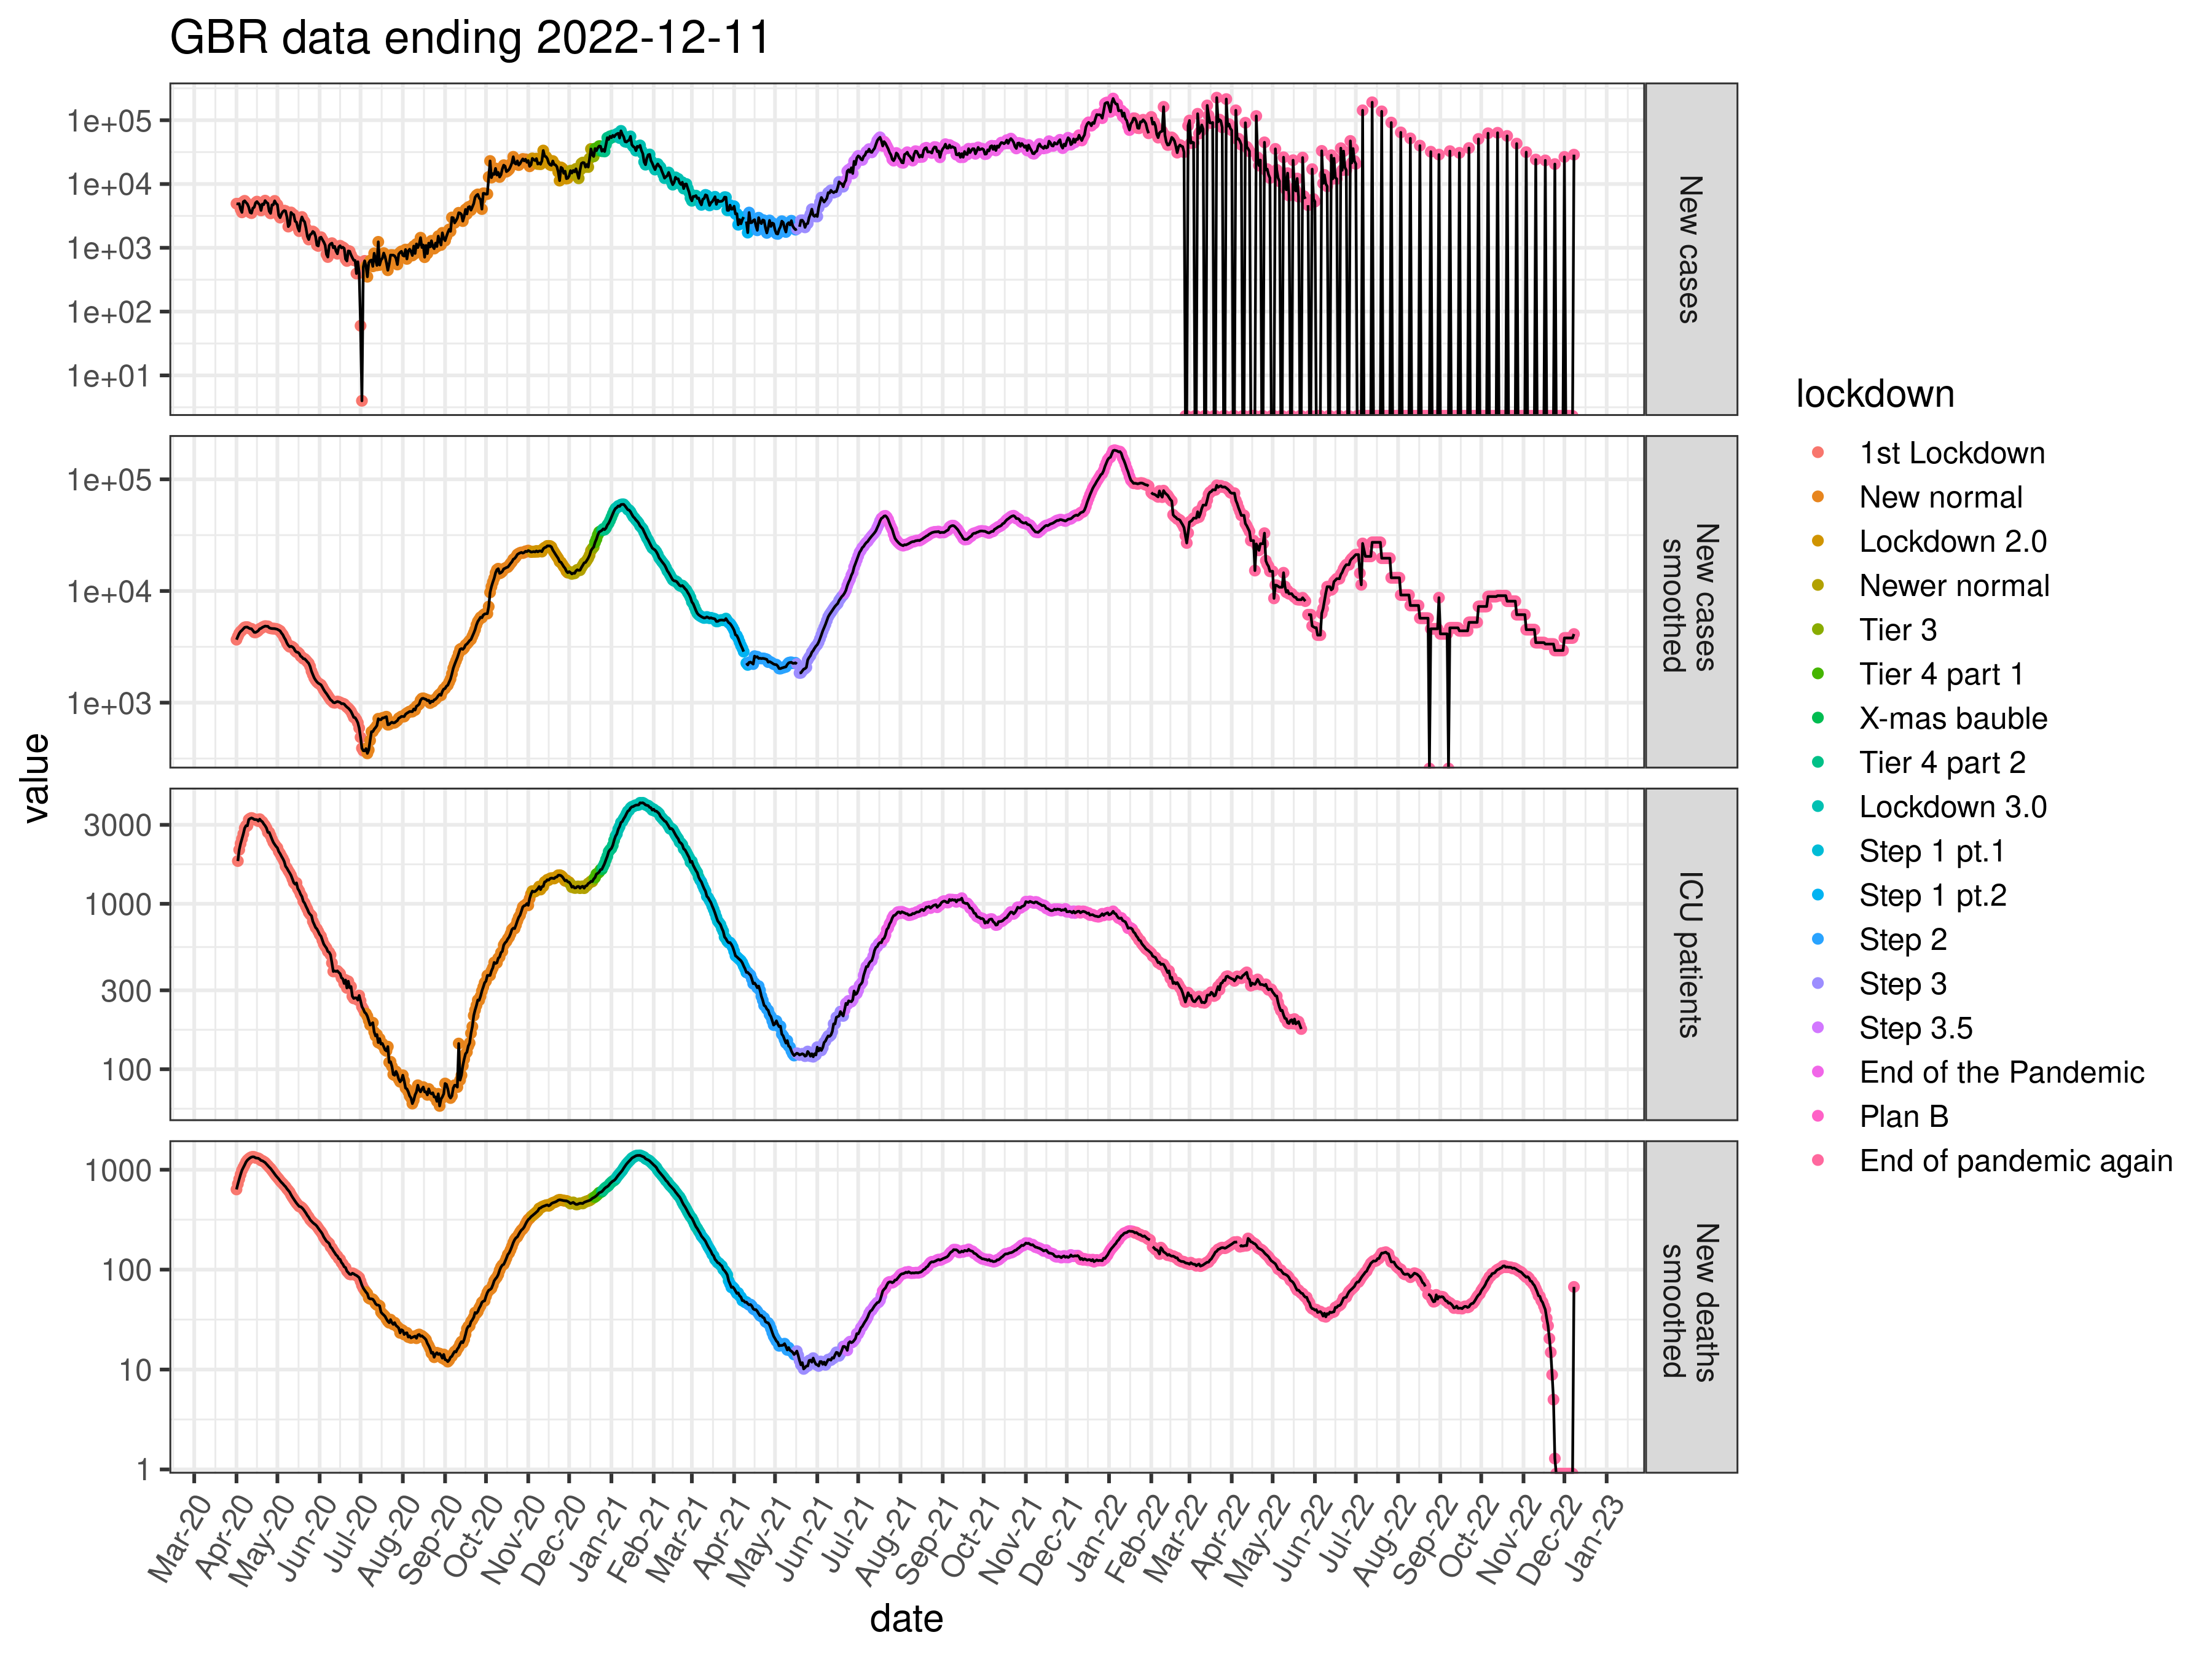 GBR data ending 2022-12-11
1e+05
1e+04
1e+03
1e+02
1e+01
New cases
1e+05
1e+04
1e+03
New cases
smoothed
3000
1000
300
100
ICU patients
1000
100
10
1
New deaths
smoothed
value
Mar-20
Apr-20
May-20
Jun-20
Jul-20
Aug-20
Sep-20
Oct-20
Nov-20
Dec-20
Jan-21
Feb-21
Mar-21
Apr-21
May-21
Jun-21
Jul-21
Aug-21
Sep-21
Oct-21
Nov-21
Dec-21
Jan-22
Feb-22
Mar-22
Apr-22
May-22
Jun-22
Jul-22
Aug-22
Sep-22
Oct-22
Nov-22
Dec-22
Jan-23
date
lockdown
1st Lockdown
New normal
Lockdown 2.0
Newer normal
Tier 3
Tier 4 part 1
X-mas bauble
Tier 4 part 2
Lockdown 3.0
Step 1 pt.1
Step 1 pt.2
Step 2
Step 3
Step 3.5
End of the Pandemic
Plan B
End of pandemic again